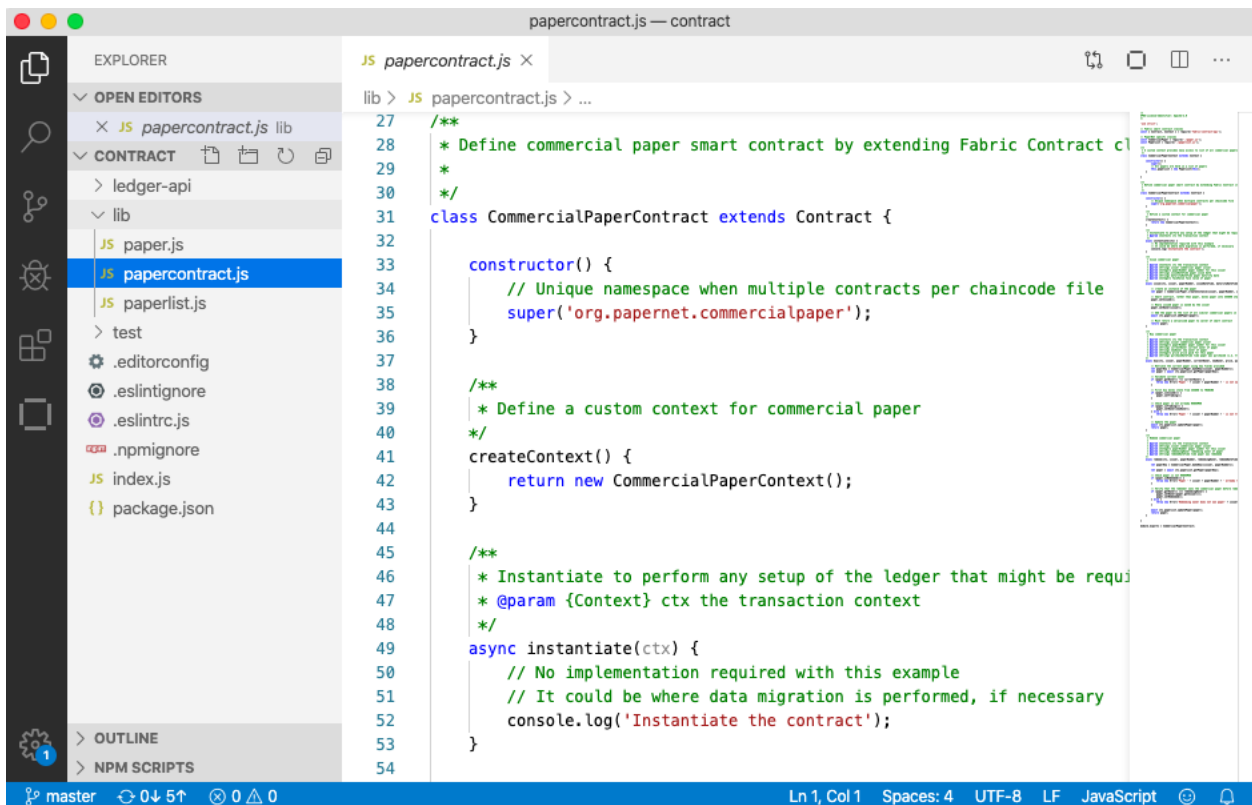 papercontract.js — contract
EXPLORER
OPEN EDITORS
JS papercontract.js lib
CONTRACT
ledger-api
lib
JS paper.js
JS papercontract.js
JS paperlist.js
test
.editorconfig
.eslintignore
.eslintrc.js
.npmignore
JS index.js
{} package.json
OUTLINE
NPM SCRIPTS
1
JS papercontract.js
lib > JS papercontract.js > ...
27 /**
28 * Define commercial paper smart contract by extending Fabric Contract cl
29 *
30 */
31 class CommercialPaperContract extends Contract {
32
33 constructor() {
34 // Unique namespace when multiple contracts per chaincode file
35 super('org.papernet.commercialpaper');
36 }
37
38 /**
39 * Define a custom context for commercial paper
40 */
41 createContext() {
42 return new CommercialPaperContext();
43 }
44
45 /**
46 * Instantiate to perform any setup of the ledger that might be requi
47 * @param {Context} ctx the transaction context
48 */
49 async instantiate(ctx) {
50 // No implementation required with this example
51 // It could be where data migration is performed, if necessary
52 console.log('Instantiate the contract');
53 }
54
master 0↓ 5↑ 0 0 Ln 1, Col 1 Spaces: 4 UTF-8 LF JavaScript